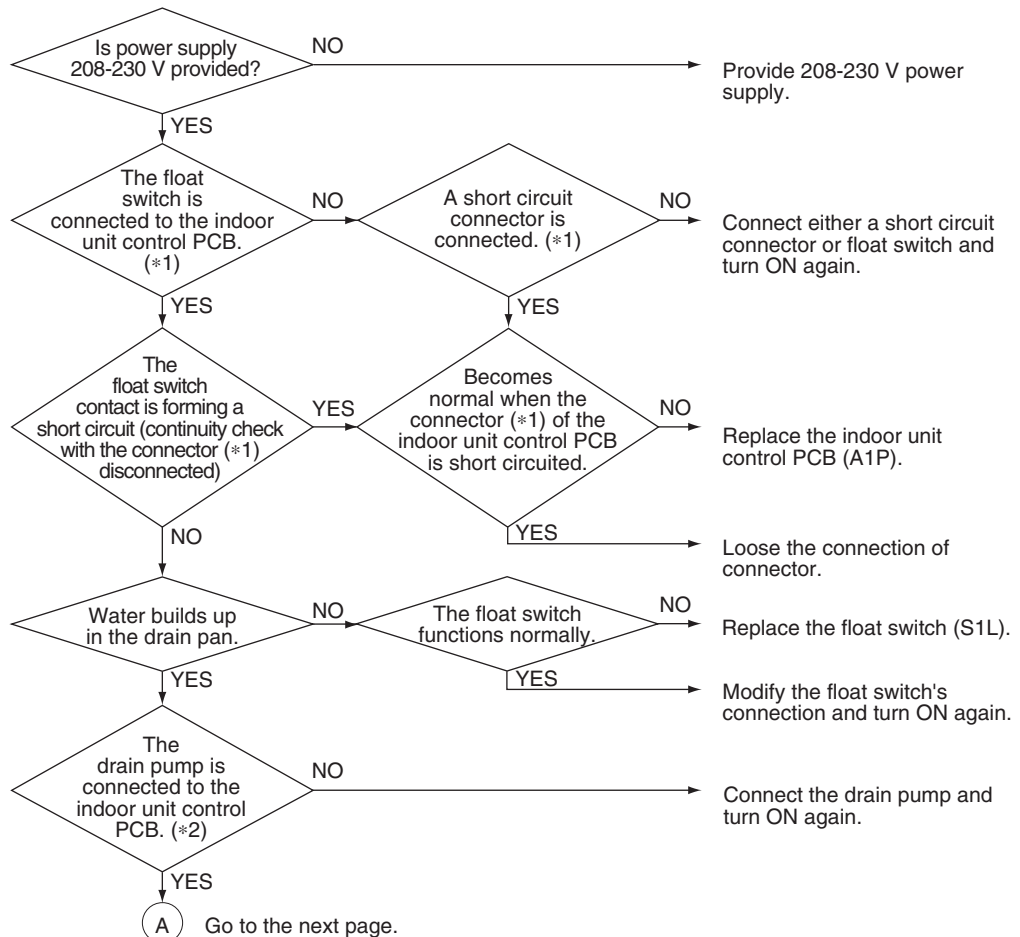 Is power supply
208-230 V provided?
NO
Provide 208-230 V power
supply.
YES
The float
switch is
connected to the indoor
unit control PCB.
(*1)
NO
A short circuit
connector is
connected. (*1)
NO
Connect either a short circuit
connector or float switch and
turn ON again.
YES
YES
The
float switch
contact is forming a
short circuit (continuity check
with the connector (*1)
disconnected)
YES
Becomes
normal when the
connector (*1) of the
indoor unit control PCB
is short circuited.
NO
Replace the indoor unit
control PCB (A1P).
NO
YES
Loose the connection of
connector.
Water builds up
in the drain pan.
NO
The float switch
functions normally.
NO
Replace the float switch (S1L).
YES
YES
Modify the float switch's
connection and turn ON again.
The
drain pump is
connected to the
indoor unit control
PCB. (*2)
NO
Connect the drain pump and
turn ON again.
YES
A
Go to the next page.